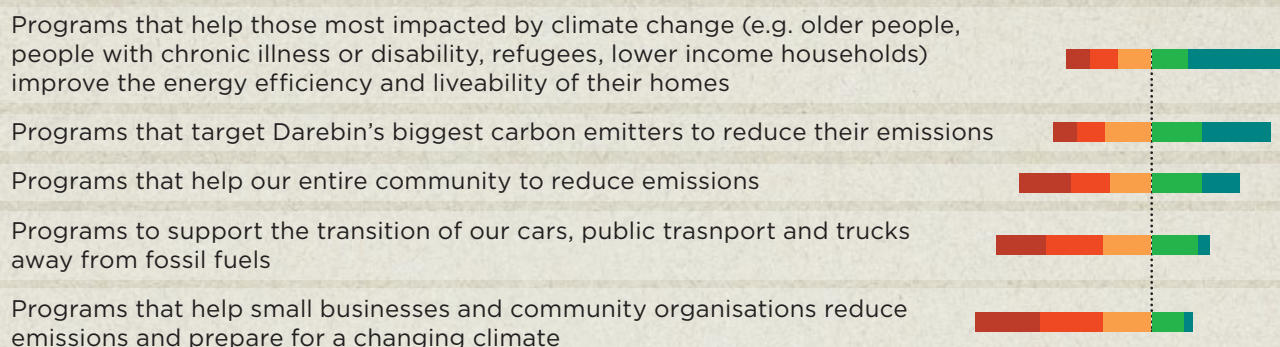 Programs that help those most impacted by climate change (e.g. older people,
people with chronic illness or disability, refugees, lower income households)
improve the energy efficiency and liveability of their homes
Programs that target Darebin’s biggest carbon emitters to reduce their emissions
Programs that help our entire community to reduce emissions
Programs to support the transition of our cars, public trasnport and trucks
away from fossil fuels
Programs that help small businesses and community organisations reduce
emissions and prepare for a changing climate